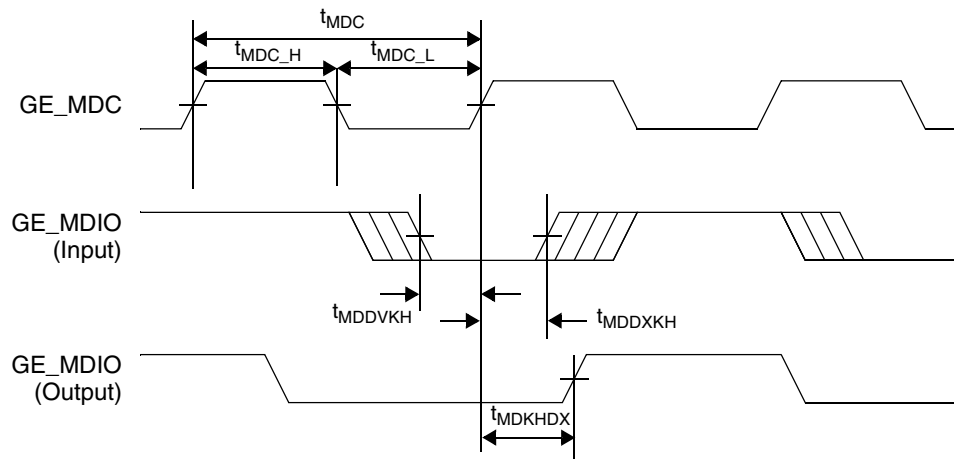 tMDC
tMDC_H
tMDC_L
GE_MDC
GE_MDIO
(Input)
tMDDVKH
tMDDXKH
GE_MDIO
(Output)
tMDKHDX